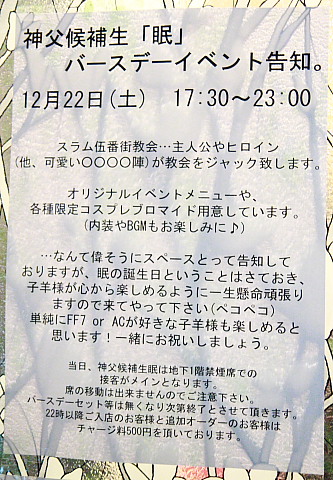 神父候補生「眠」
バースデーイベント告知。
12月22日(土) 17:30～23:00
スラム伍番街教会…主人公やヒロイン
(他、可愛い○○○○陣)が教会をジャック致します。
オリジナルイベントメニューや、
各種限定コスプレブロマイド用意しています。
(内装やBGMもお楽しみに♪)
…なんて偉そうにスペースとって告知して
おりますが、眠の誕生日ということはさておき、
子羊様が心から楽しめるように一生懸命頑張り
ますので来てやって下さい(ペコペコ)
単純にFF7 or ACが好きな子羊様も楽しめると
思います！一緒にお祝いしましょう。
当日、神父候補生眠は地下1階禁煙席での
接客がメインとなります。
席の移動は出来ませんのでご注意下さい。
バースデーセット等は無くなり次第終了とさせて頂きます。
22時以降ご入店のお客様と追加オーダーのお客様は
チャージ料500円を頂いております。